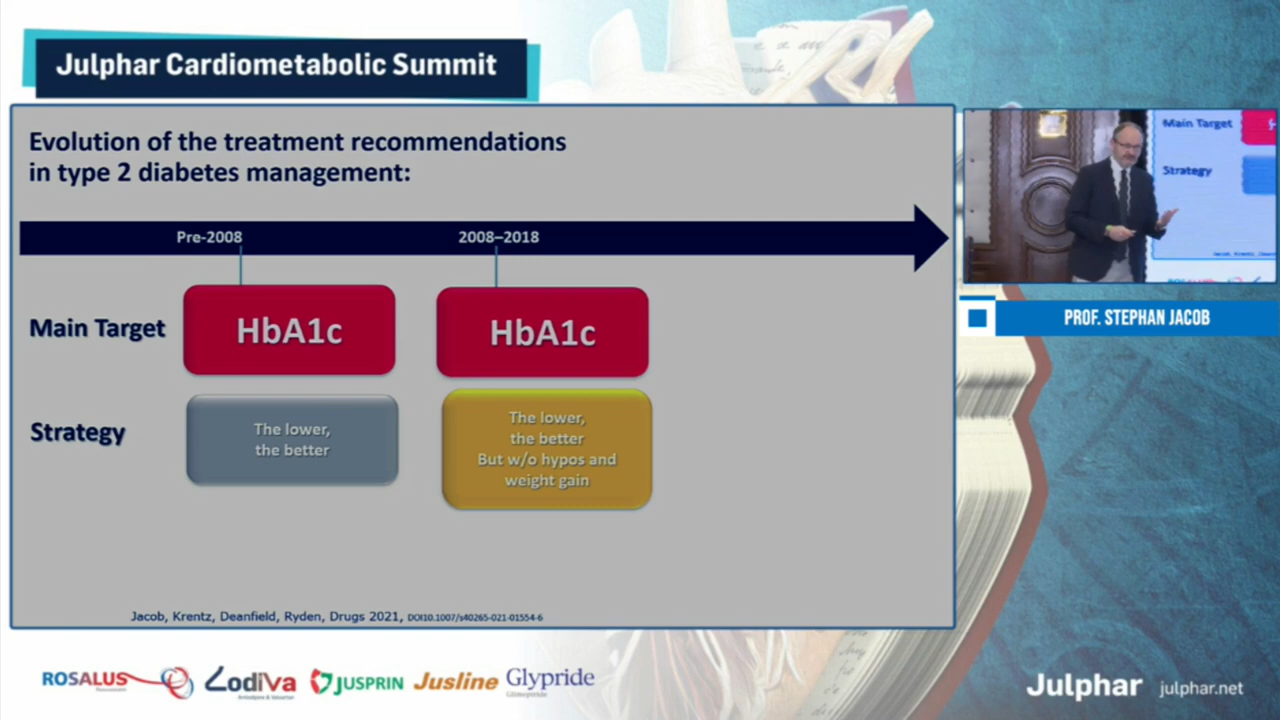 Julphar Cardiometabolic Summit
Evolution of the treatment recommendations
in type 2 diabetes management:
Pre-2008
2008–2018
Main Target
HbA1c
HbA1c
Strategy
The lower,
the better
The lower,
the better
But w/o hypos and
weight gain
Jacob, Krentz, Deanfield, Ryden, Drugs 2021, DOI10.1007/s40265-021-01554-6
Main Target
Strategy
PROF. STEPHAN JACOB
ROSALUS
Lodiva
Amlodipine & Valsartan
JUSPRIN
Jusline
Glypride
Glimepiride
Julphar
julphar.net